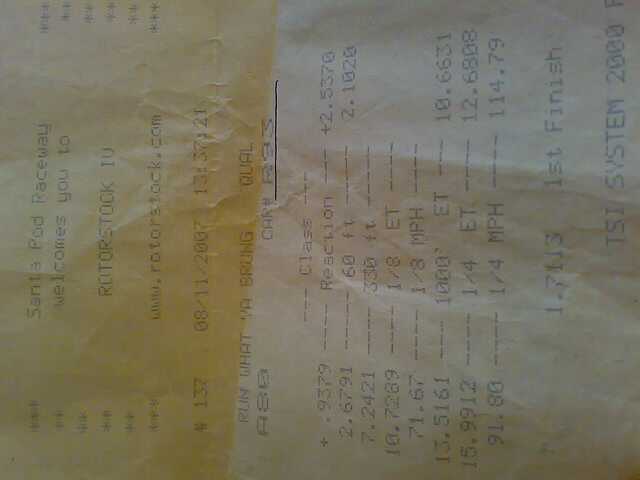 *** Santa Pod Raceway ***
** welcomes you to **
** **
** ROTORSTOCK IV **
** **
*** www.rotorstock.com ***
# 137 08/11/2007 13:37:21
RUN WHAT YA BRUNG QUAL
A80 CAR#
--- Class ---
+ .9379 ---- Reaction --- +2.5370
2.6791 ---- 60 ft ---- 2.1020
7.2421 ---- 330 ft ----
10.7289 ---- 1/8 ET ----
71.67 ---- 1/8 MPH ----
13.5161 ---- 1000' ET --- 10.6631
15.9912 ---- 1/4 ET ---- 12.6808
91.80 ---- 1/4 MPH ---- 114.79
1.7113 1st Finish
TSI SYSTEM 2000